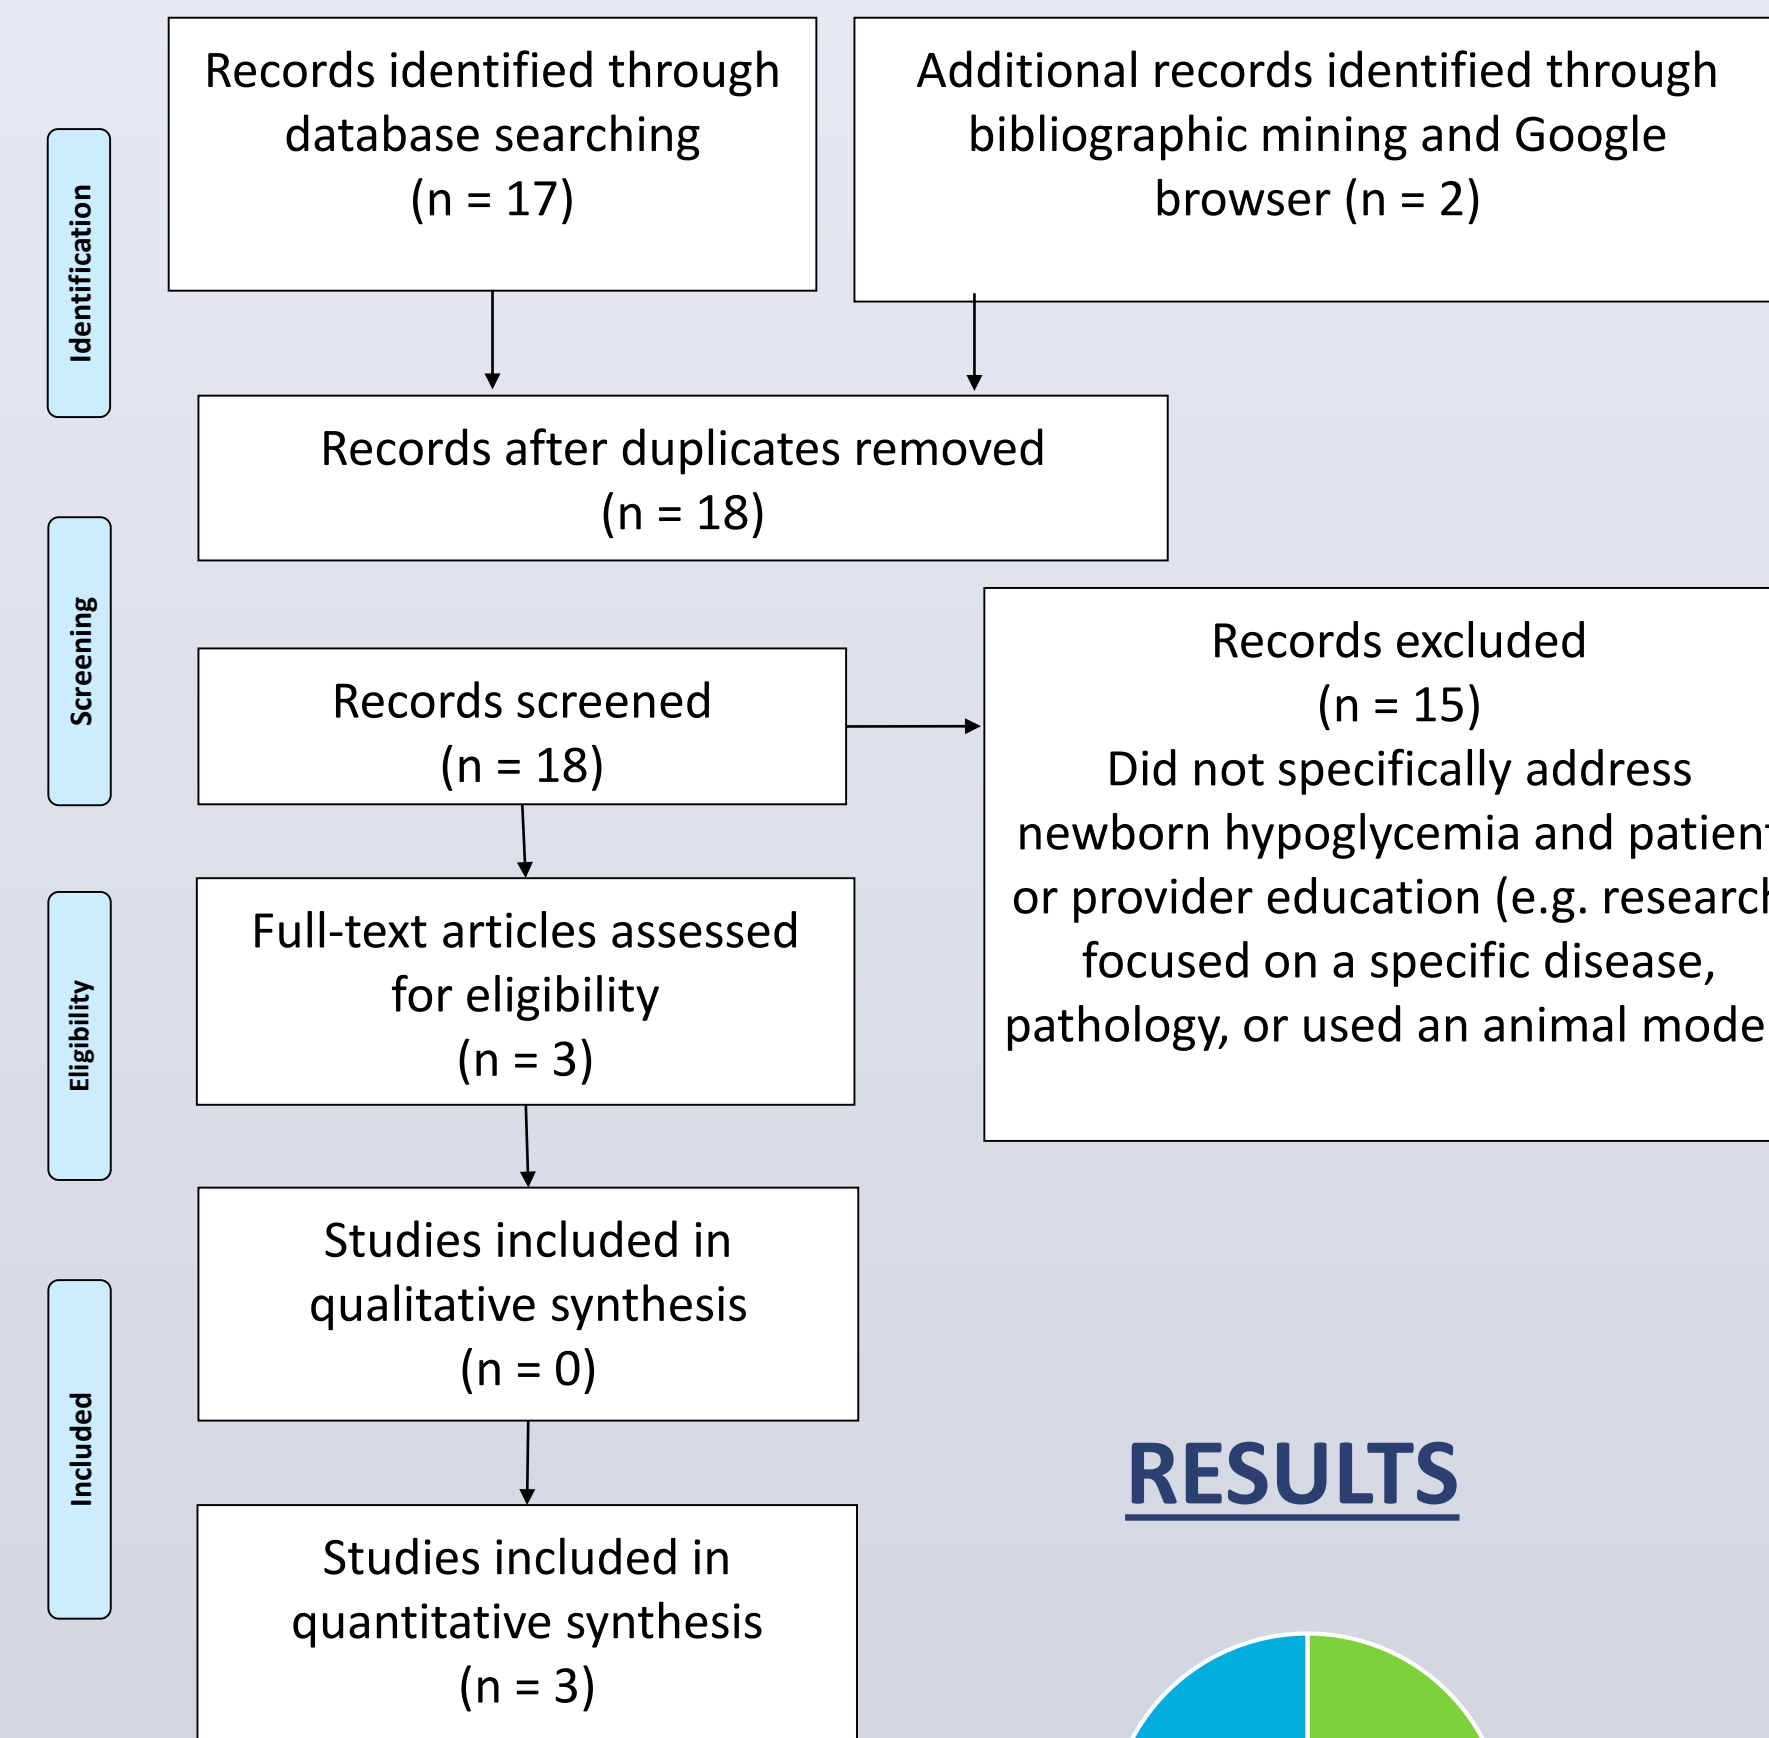 Records identified through
database searching
(n = 17)
Additional records identified through
bibliographic mining and Google
browser (n = 2)
Identification
Records after duplicates removed
(n = 18)
Screening
Records screened
(n = 18)
Records excluded
(n = 15)
Did not specifically address
newborn hypoglycemia and patient
or provider education (e.g. research
focused on a specific disease,
pathology, or used an animal mode
Eligibility
Full-text articles assessed
for eligibility
(n = 3)
Studies included in
qualitative synthesis
(n = 0)
Included
Studies included in
quantitative synthesis
(n = 3)
RESULTS